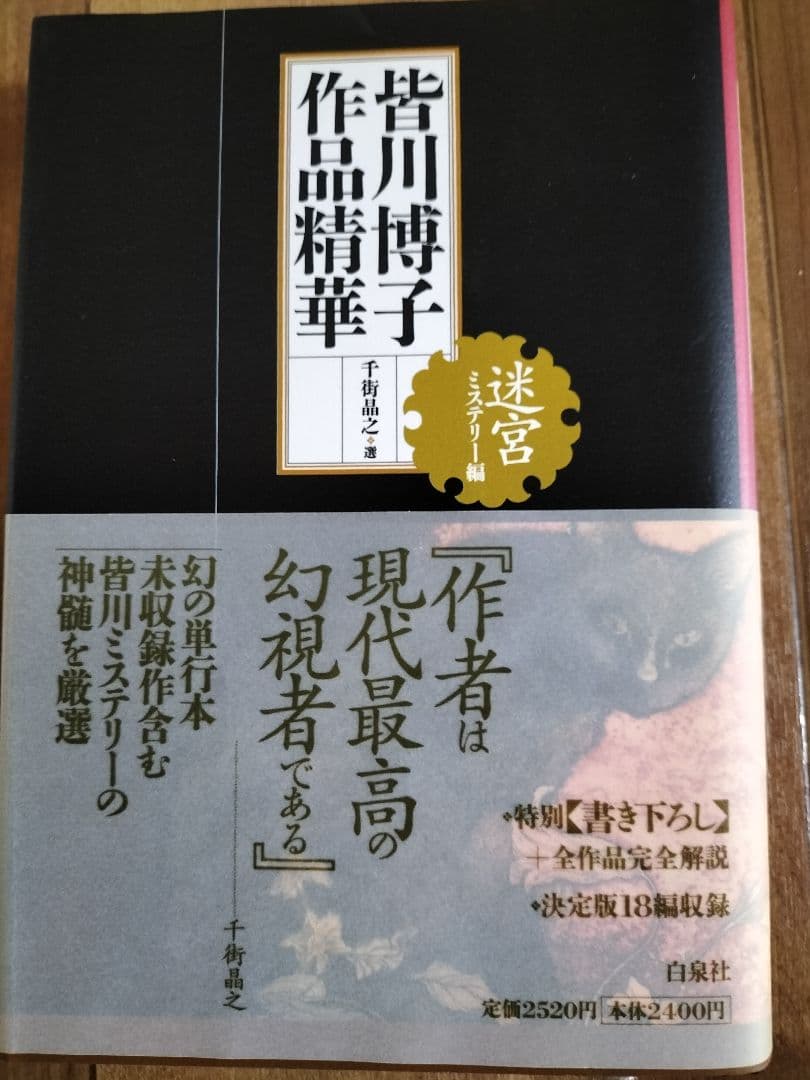 皆川博子
作品精華
千街晶之◆選
迷宮
ミステリー編
『作者は
現代最高の
幻視者である』
千街晶之
幻の単行本
未収録作含む
皆川ミステリーの
神髄を厳選
❖特別【書き下ろし】
＋全作品完全解説
❖決定版18編収録
白泉社
定価2520円 本体2400円